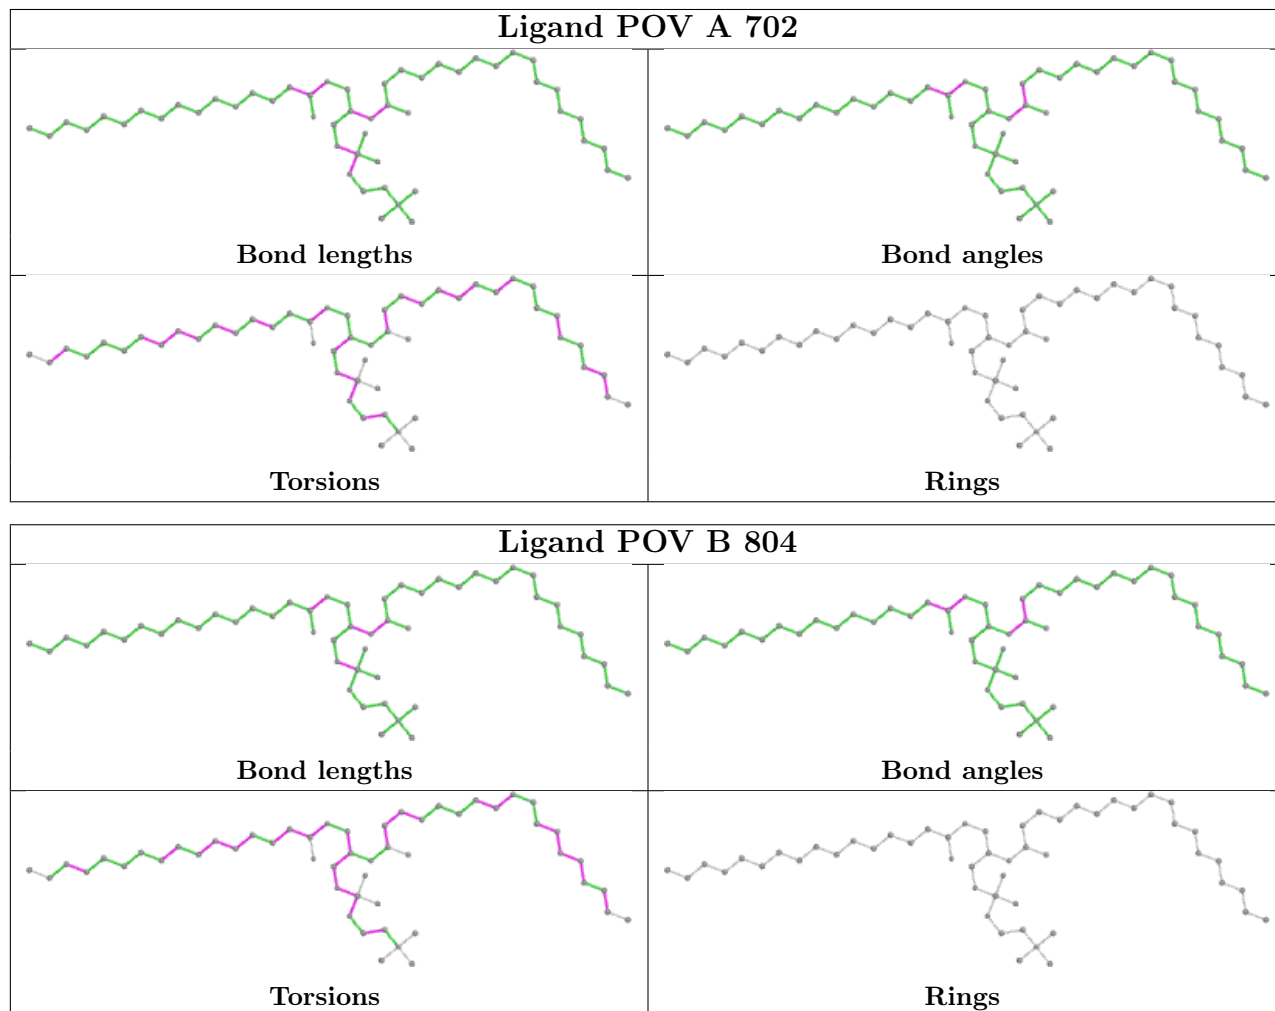 Ligand POV A 702
Bond lengths
Bond angles
Torsions
Rings
Ligand POV B 804
Bond lengths
Bond angles
Torsions
Rings